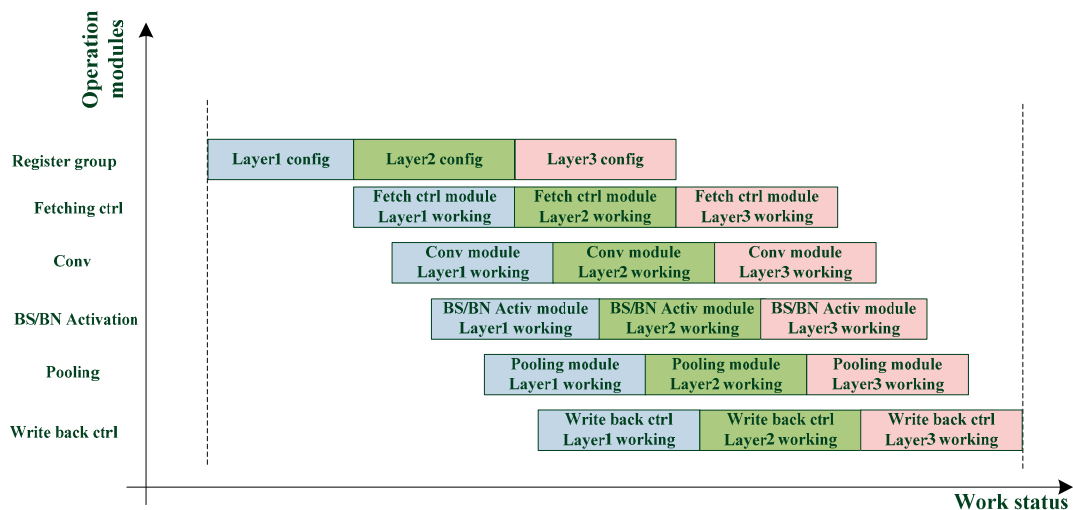 Operation
modules
Register group
Layer1 config
Layer2 config
Layer3 config
Fetching ctrl
Fetch ctrl module
Layer1 working
Fetch ctrl module
Layer2 working
Fetch ctrl module
Layer3 working
Conv
Conv module
Layer1 working
Conv module
Layer2 working
Conv module
Layer3 working
BS/BN Activation
BS/BN Activ module
Layer1 working
BS/BN Activ module
Layer2 working
BS/BN Activ module
Layer3 working
Pooling
Pooling module
Layer1 working
Pooling module
Layer2 working
Pooling module
Layer3 working
Write back ctrl
Write back ctrl
Layer1 working
Write back ctrl
Layer2 working
Write back ctrl
Layer3 working
Work status